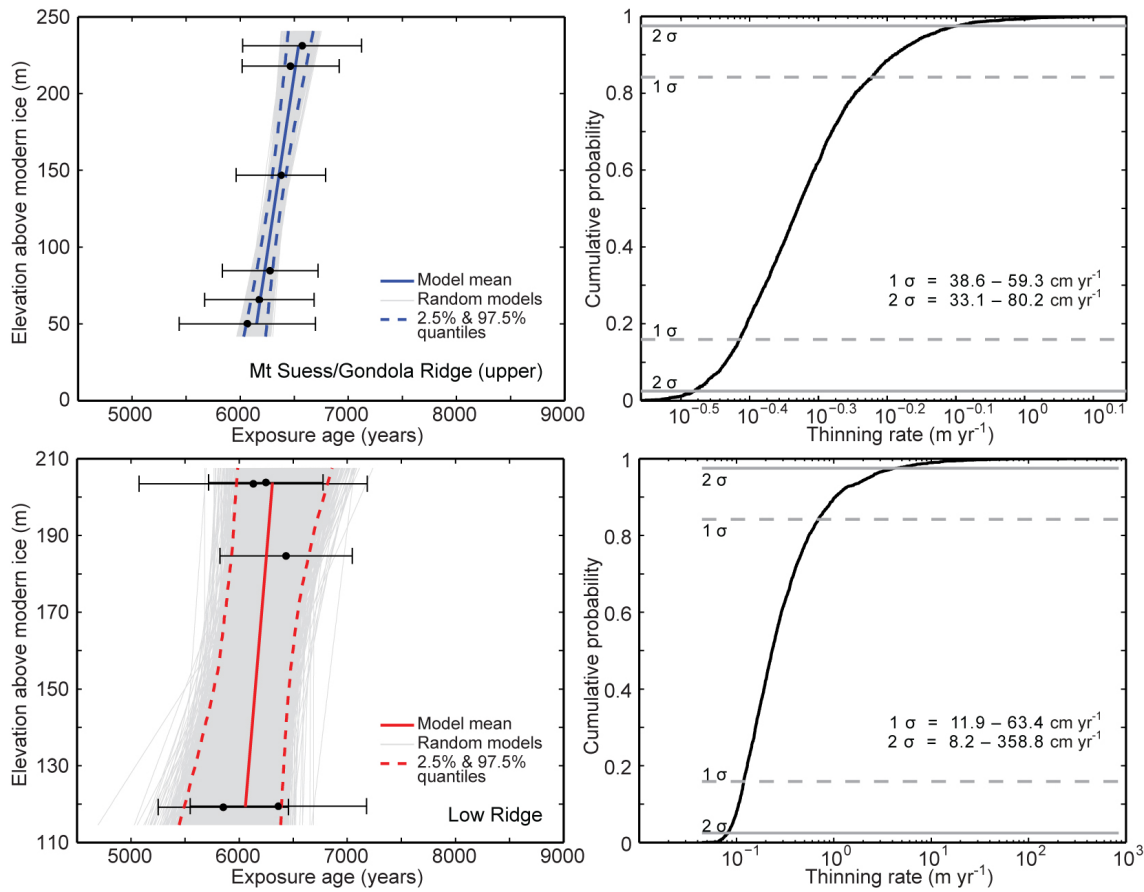 250
200
150
100
50
0
Elevation above modern ice (m)
Model mean
Random models
2.5% & 97.5%
quantiles
Mt Suess/Gondola Ridge (upper)
5000 6000 7000 8000 9000
Exposure age (years)
1
0.8
0.6
0.4
0.2
0
Cumulative probability
2 σ
1 σ
1 σ = 38.6 – 59.3 cm yr⁻¹
2 σ = 33.1 – 80.2 cm yr⁻¹
1 σ
2 σ
10⁻⁰·⁵ 10⁻⁰·⁴ 10⁻⁰·³ 10⁻⁰·² 10⁻⁰·¹ 10⁰ 10⁰·¹
Thinning rate (m yr⁻¹)
210
190
170
150
130
110
Elevation above modern ice (m)
Model mean
Random models
2.5% & 97.5%
quantiles
Low Ridge
5000 6000 7000 8000 9000
Exposure age (years)
1
0.8
0.6
0.4
0.2
0
Cumulative probability
2 σ
1 σ
1 σ = 11.9 – 63.4 cm yr⁻¹
2 σ = 8.2 – 358.8 cm yr⁻¹
1 σ
2 σ
10⁻¹ 10⁰ 10¹ 10² 10³
Thinning rate (m yr⁻¹)